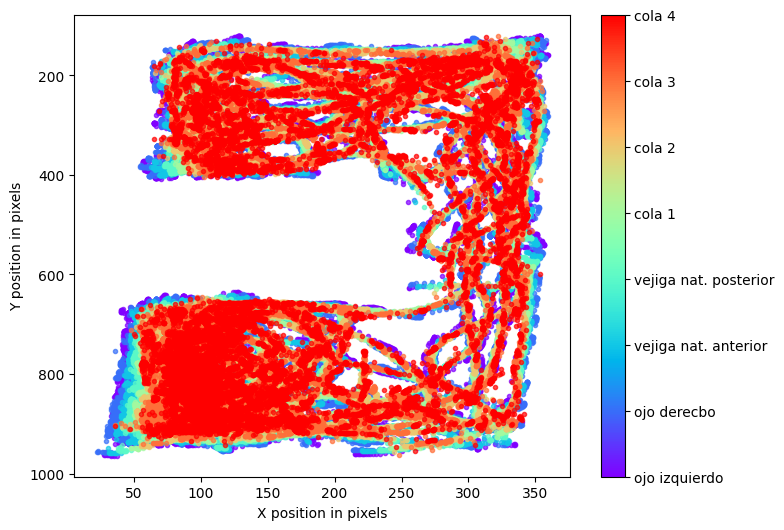 200
400
600
800
1000
Y position in pixels
50
100
150
200
250
300
350
X position in pixels
cola 4
cola 3
cola 2
cola 1
vejiga nat. posterior
vejiga nat. anterior
ojo derecbo
ojo izquierdo